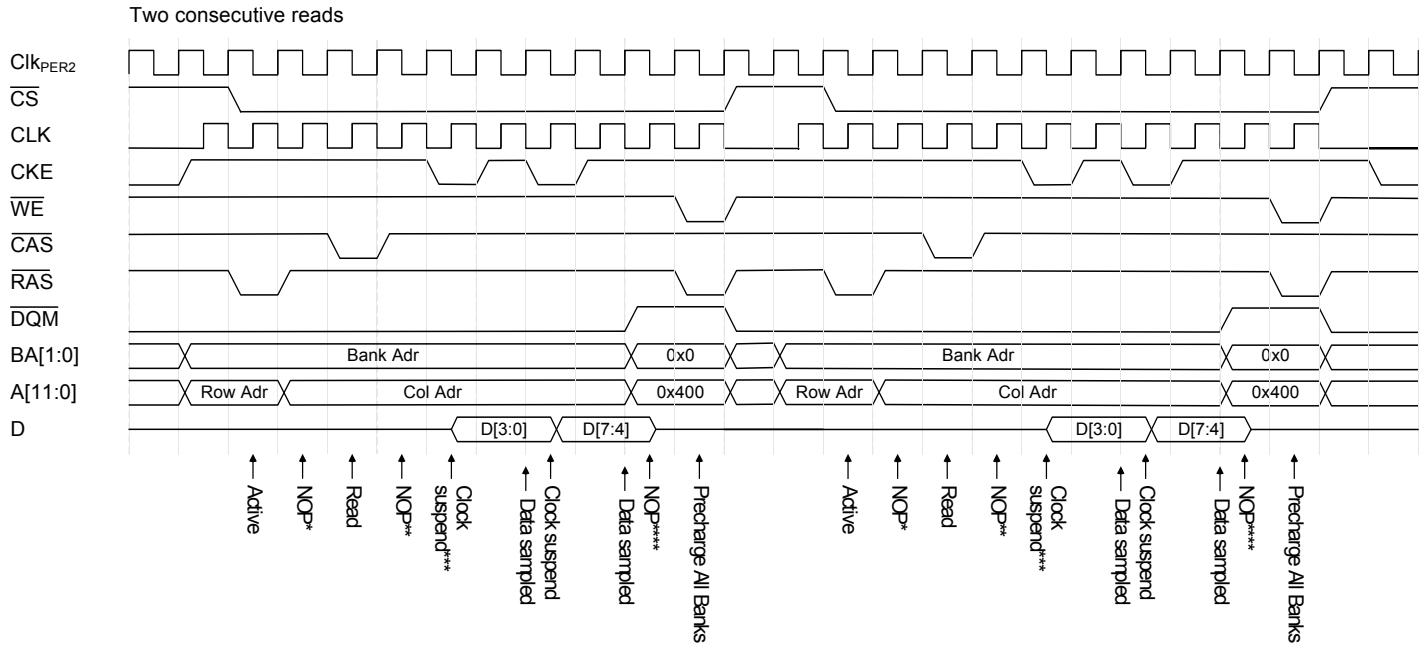 Two consecutive reads
ClkPER2
CS
CLK
CKE
WE
CAS
RAS
DQM
BA[1:0] Bank Adr 0x0 Bank Adr 0x0
A[11:0] Row Adr Col Adr 0x400 Row Adr Col Adr 0x400
D D[3:0] D[7:4] D[3:0] D[7:4]
Active
NOP*
Read
NOP**
Clock
suspend***
Data sampled
Clock suspend
Data sampled
NOP****
Precharge All Banks
Active
NOP*
Read
NOP**
Clock
suspend***
Data sampled
Clock suspend
Data sampled
NOP****
Precharge All Banks